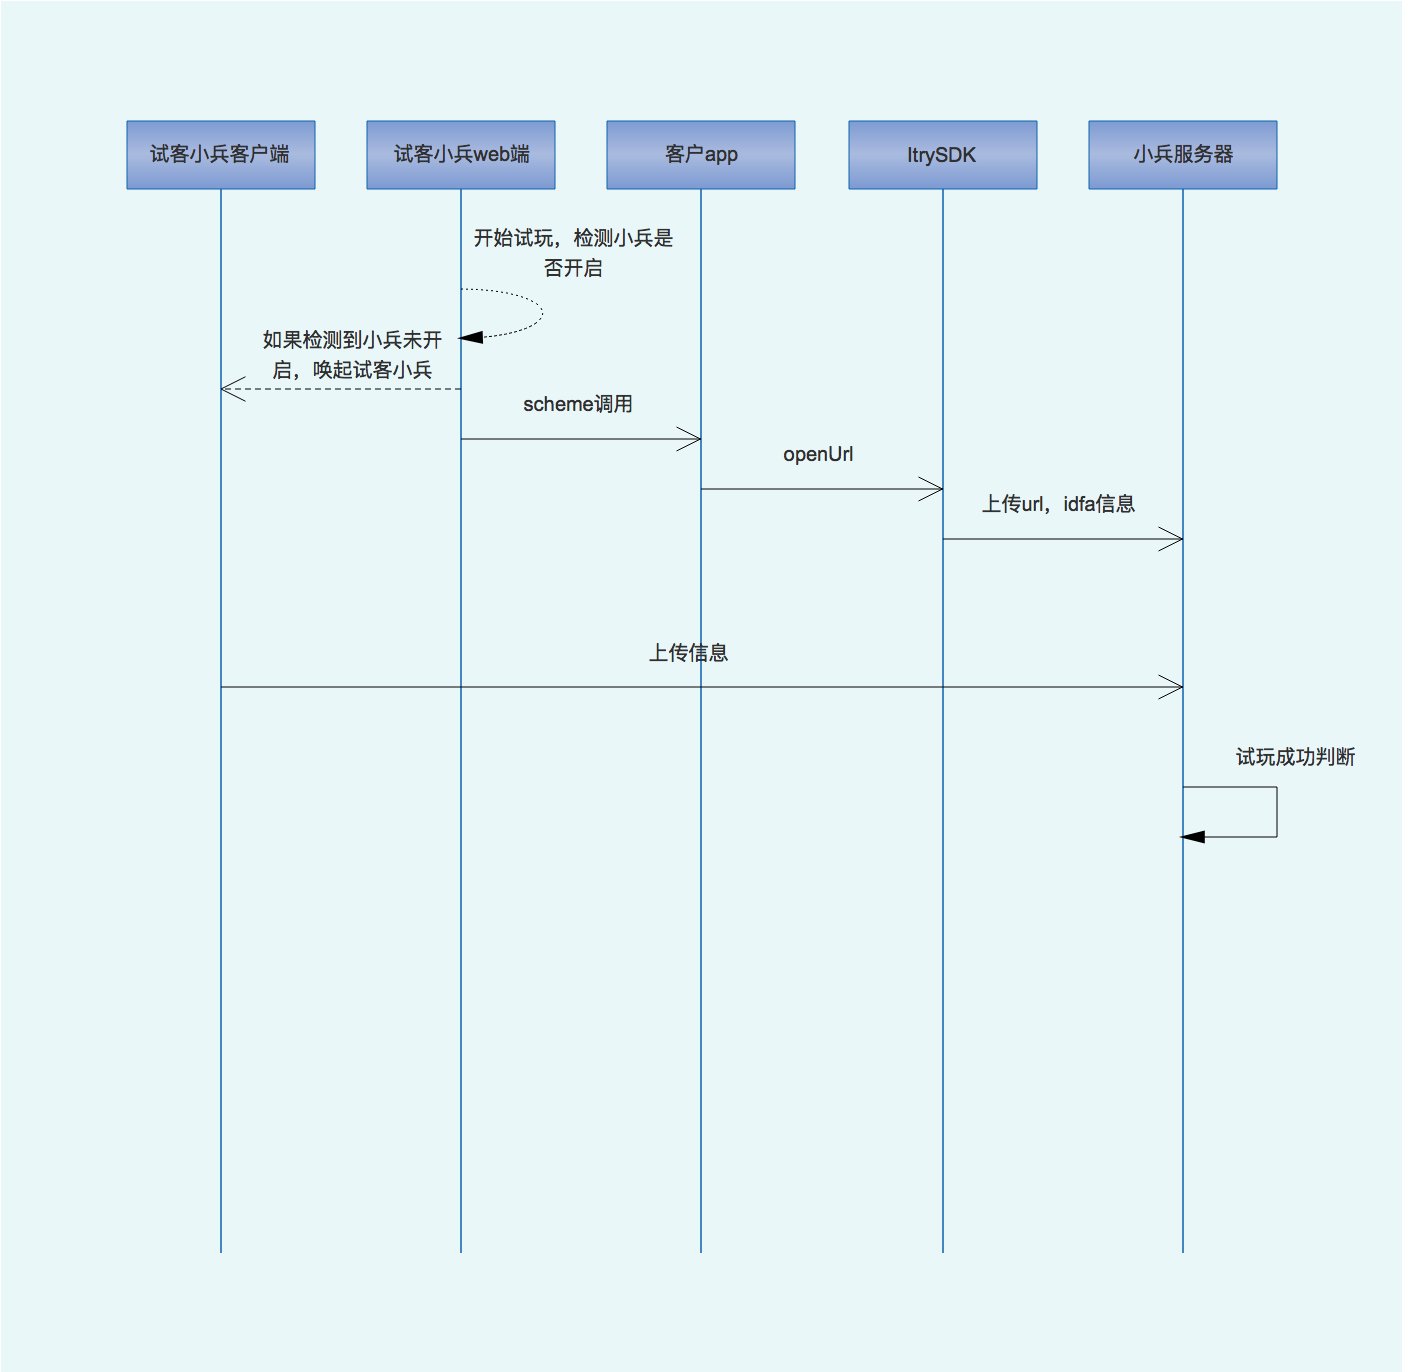 试客小兵客户端
试客小兵web端
客户app
ItrySDK
小兵服务器
开始试玩，检测小兵是
否开启
如果检测到小兵未开
启，唤起试客小兵
scheme调用
openUrl
上传url，idfa信息
上传信息
试玩成功判断